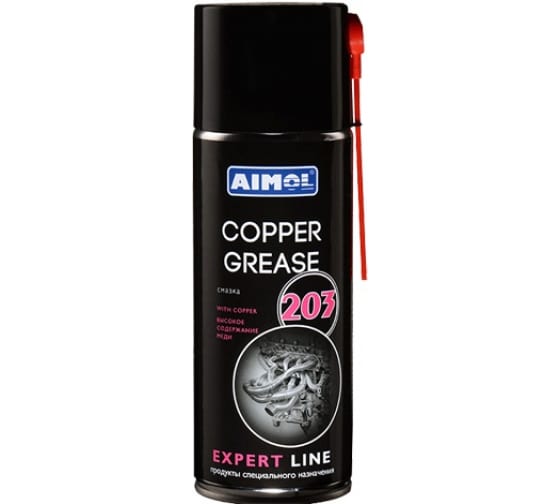 AIMOL
COPPER
GREASE
смазка
203
WITH COPPER
ВЫСОКОЕ
СОДЕРЖАНИЕ
МЕДИ
EXPERT LINE
продукты специального назначения